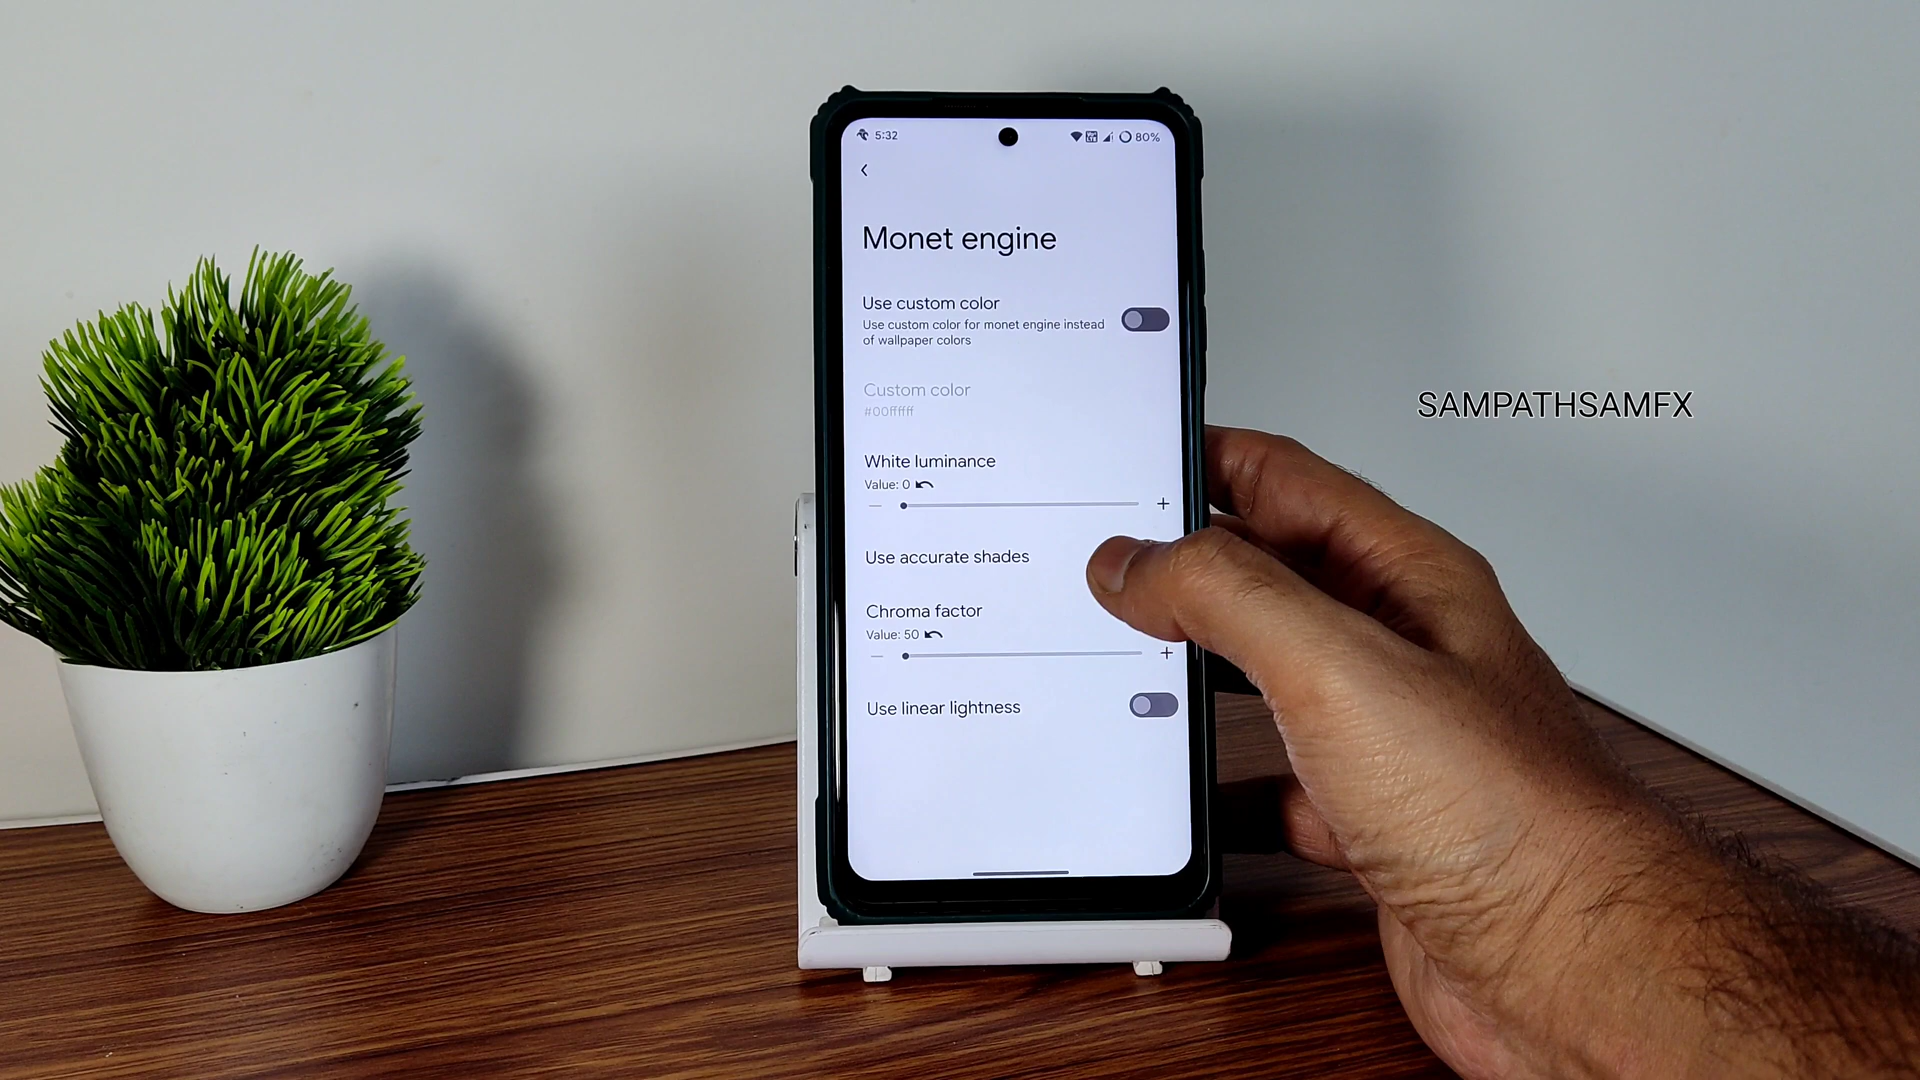 5:32
80%
Monet engine
Use custom color
Use custom color for monet engine instead
of wallpaper colors
Custom color
#00ffffff
White luminance
Value: 0
Use accurate shades
Chroma factor
Value: 50
Use linear lightness
SAMPATHSAMFX